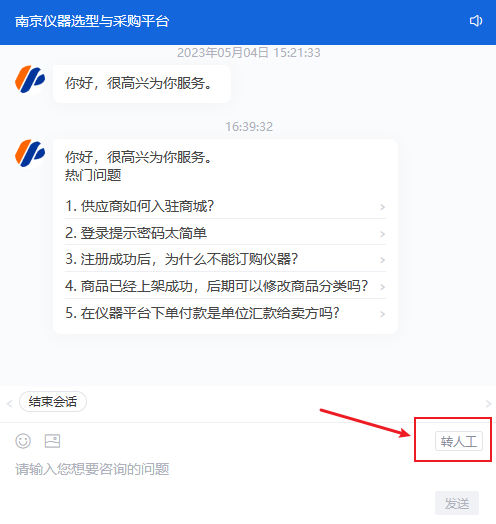 南京仪器选型与采购平台
2023年05月04日 15:21:33
你好，很高兴为你服务。
16:39:32
你好，很高兴为你服务。
热门问题
1. 供应商如何入驻商城?
2. 登录提示密码太简单
3. 注册成功后，为什么不能订购仪器?
4. 商品已经上架成功，后期可以修改商品分类吗?
5. 在仪器平台下单付款是单位汇款给卖方吗?
结束会话
转人工
请输入您想要咨询的问题
发送